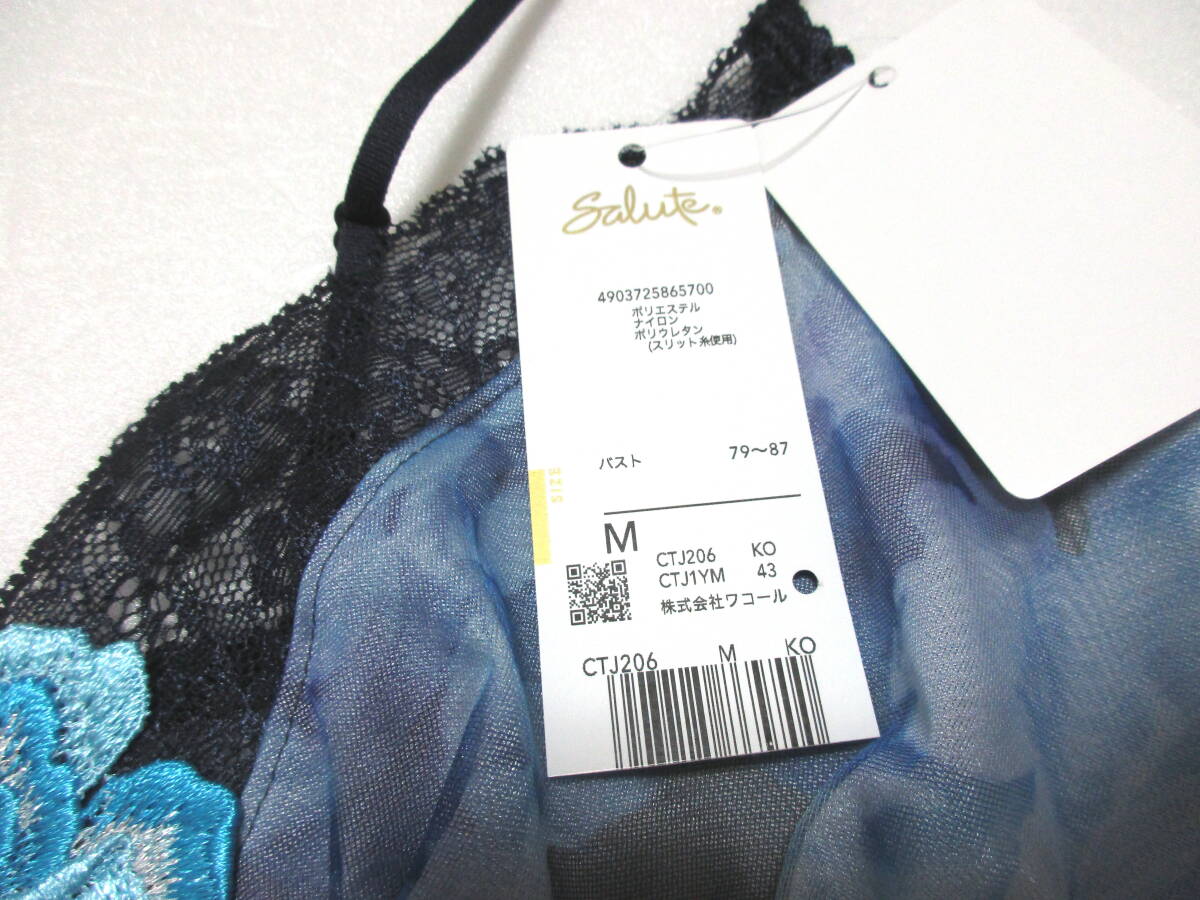 Salute®
4903725865700
ポリエステル
ナイロン
ポリウレタン
(スリット糸使用)
バスト 79〜87
SIZE
M
CTJ206 KO
CTJ1YM 43
株式会社ワコール
CTJ206 M KO